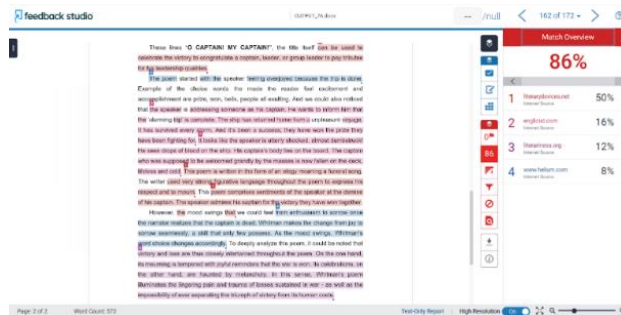 feedback studio
OUTPUT_76.docx
-- /null
162 of 172
Match Overview
86%
1 literarydevices.net 50%
Internet Source
2 englicist.com 16%
Internet Source
3 literariness.org 12%
Internet Source
4 www.helium.com 8%
Internet Source
86
These lines "O CAPTAIN! MY CAPTAIN!", the title itself can be used to
celebrate the victory to congratulate a captain, leader, or group leader to pay tributes
for his leadership qualities.
The poem started with the speaker feeling overjoyed because the trip is done.
Example of the choice words the made the reader feel excitement and
accomplishment are prize, won, bells, people all exulting. And we could also noticed
that the speaker is addressing someone as his captain. He wants to inform him that
the 'alarming trip' is complete. The ship has returned home from a unpleasant voyage.
It has survived every storm. And it's been a success; they have won the prize they
have been fighting for. It looks like the speaker is utterly shocked, almost dumbstruck!
He sees drops of blood on the ship. His captain's body lies on the board. The captain
who was supposed to be welcomed grandly by the masses is now fallen on the deck,
lifeless and cold. This poem is written in the form of an elegy meaning a funeral song.
The writer used very strong figurative language throughout the poem to express his
respect and to mourn. This poem comprises sentiments of the speaker at the demise
of his captain. The speaker admires his captain for the victory they have won together.
However, the mood swings that we could feel from enthusiasm to sorrow once
the narrator realizes that the captain is dead. Whitman makes the change from joy to
sorrow seamlessly, a skill that only few possess. As the mood swings, Whitman's
word choice changes accordingly. To deeply analyze this poem, it could be noted that
victory and loss are thus closely intertwined throughout the poem. On the one hand,
its mourning is tempered with joyful reminders that the war is won. Its celebrations, on
the other hand, are haunted by melancholy. In this sense, Whitman's poem
illuminates the lingering pain and trauma of losses sustained in war - as well as the
impossibility of ever separating the triumph of victory from its human costs.
Page: 2 of 2
Word Count: 573
Text-Only Report
High Resolution
On